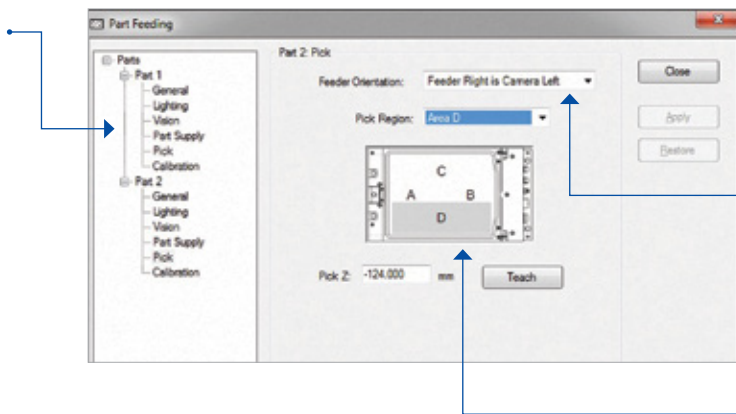 Part Feeding
Parts
Part 1
General
Lighting
Vision
Part Supply
Pick
Calibration
Part 2
General
Lighting
Vision
Part Supply
Pick
Calibration
Part 2: Pick
Feeder Orientation: Feeder Right is Camera Left
Pick Region: Area D
C
A B
D
Pick Z: -124.000 mm Teach
Close
Apply
Restore